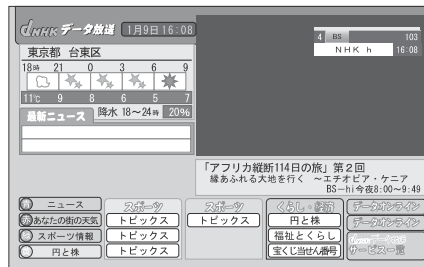 dNHK データ放送 1月9日 16:08
4 BS 103
NHK h 16:08
東京都 台東区
18時 21 0 3 6 9
11℃ 9 8 6 5 7
最新ニュース 降水 18〜24時 20%
「アフリカ縦断114日の旅」第2回
緑あふれる大地を行く 〜エチオピア・ケニア
BS-hi今夜8:00〜9:49
ニュース スポーツ スポーツ くらし・経済 データオンライン
あなたの街の天気 トピックス トピックス 円と株 データオンライン
スポーツ情報 トピックス 福祉とくらし
円と株 トピックス 宝くじ当せん番号 サービス一覧